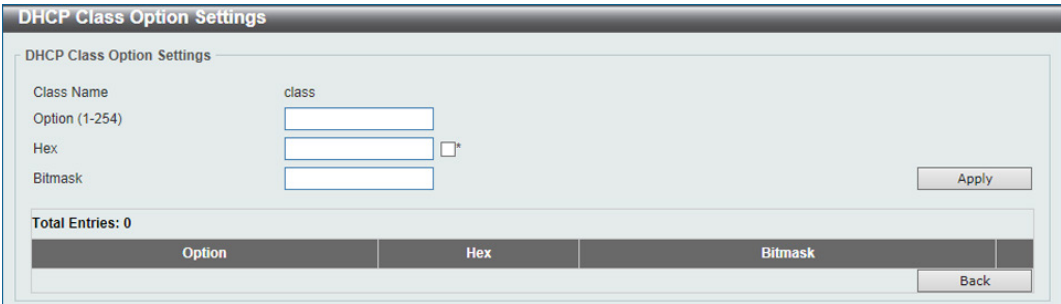 DHCP Class Option Settings
DHCP Class Option Settings
Class Name class
Option (1-254)
Hex *
Bitmask Apply
Total Entries: 0
Option Hex Bitmask
Back